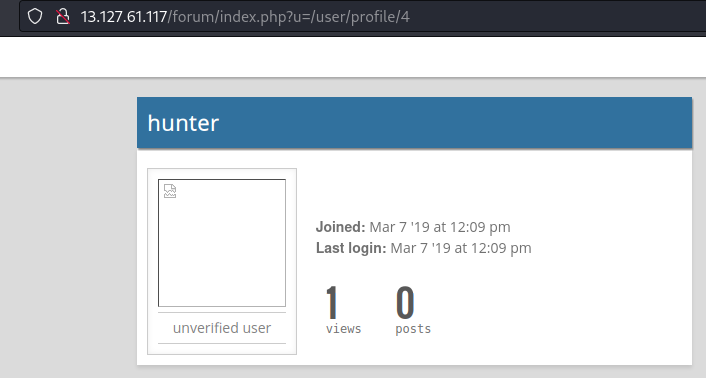 13.127.61.117/forum/index.php?u=/user/profile/4
hunter
Joined: Mar 7 '19 at 12:09 pm
Last login: Mar 7 '19 at 12:09 pm
1 0
views posts
unverified user